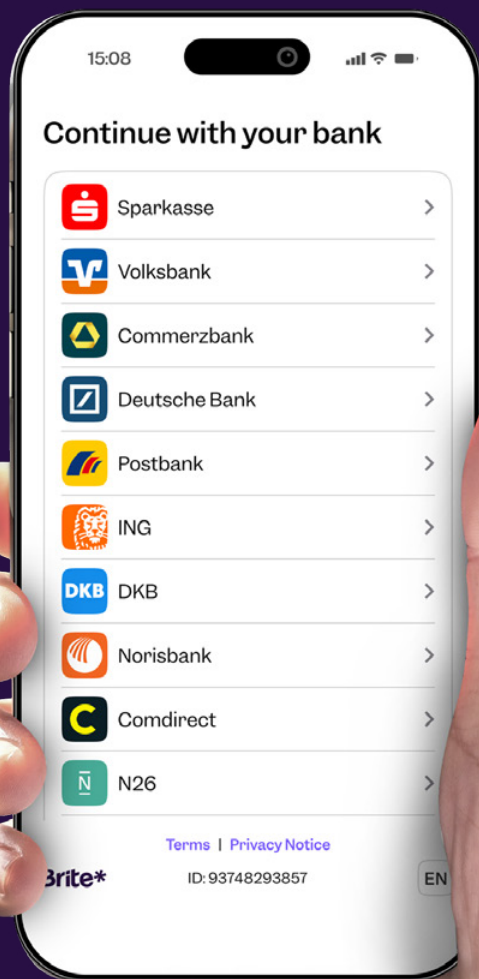 15:08
Continue with your bank
Sparkasse
Volksbank
Commerzbank
Deutsche Bank
Postbank
ING
DKB DKB
Norisbank
C Comdirect
N N26
Terms | Privacy Notice
Brite* ID: 93748293857 EN